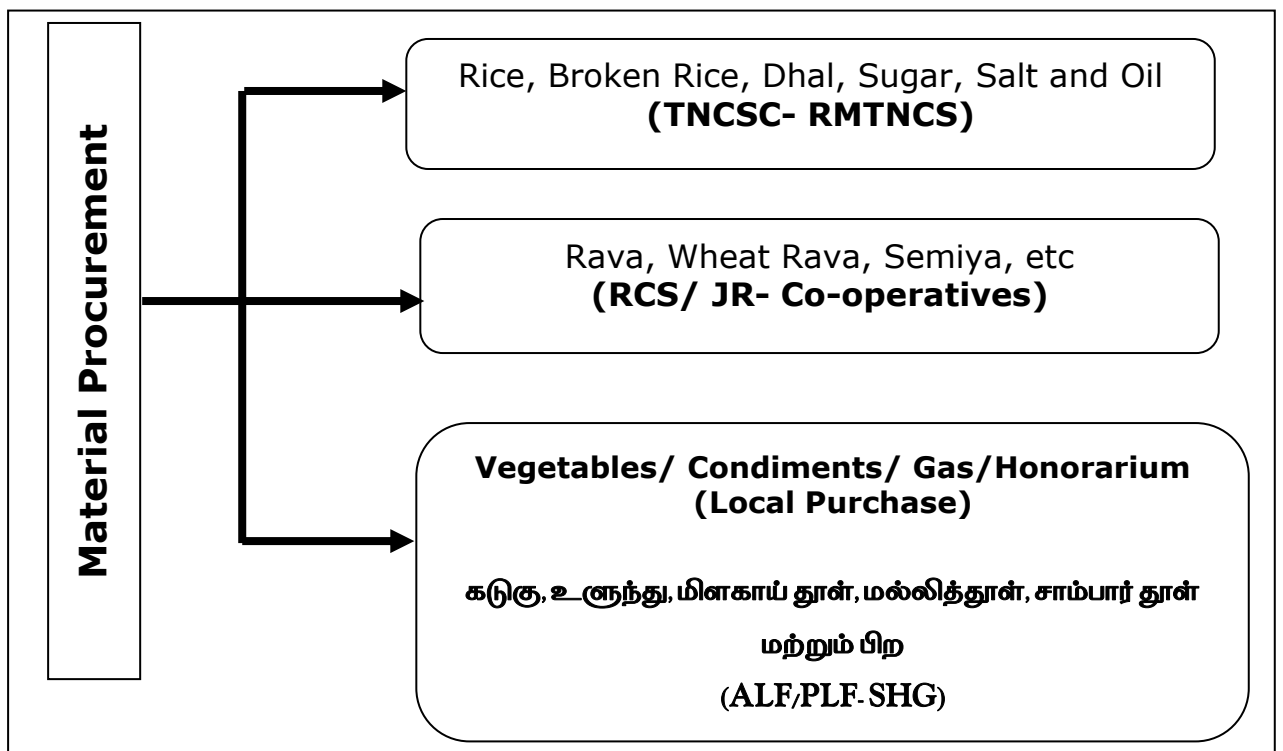 Material Procurement
Rice, Broken Rice, Dhal, Sugar, Salt and Oil
(TNCSC- RMTNCS)
Rava, Wheat Rava, Semiya, etc
(RCS/ JR- Co-operatives)
Vegetables/ Condiments/ Gas/Honorarium
(Local Purchase)
கடுகு, உளுந்து, மிளகாய் தூள், மல்லித்தூள், சாம்பார் தூள்
மற்றும் பிற
(ALF/PLF- SHG)